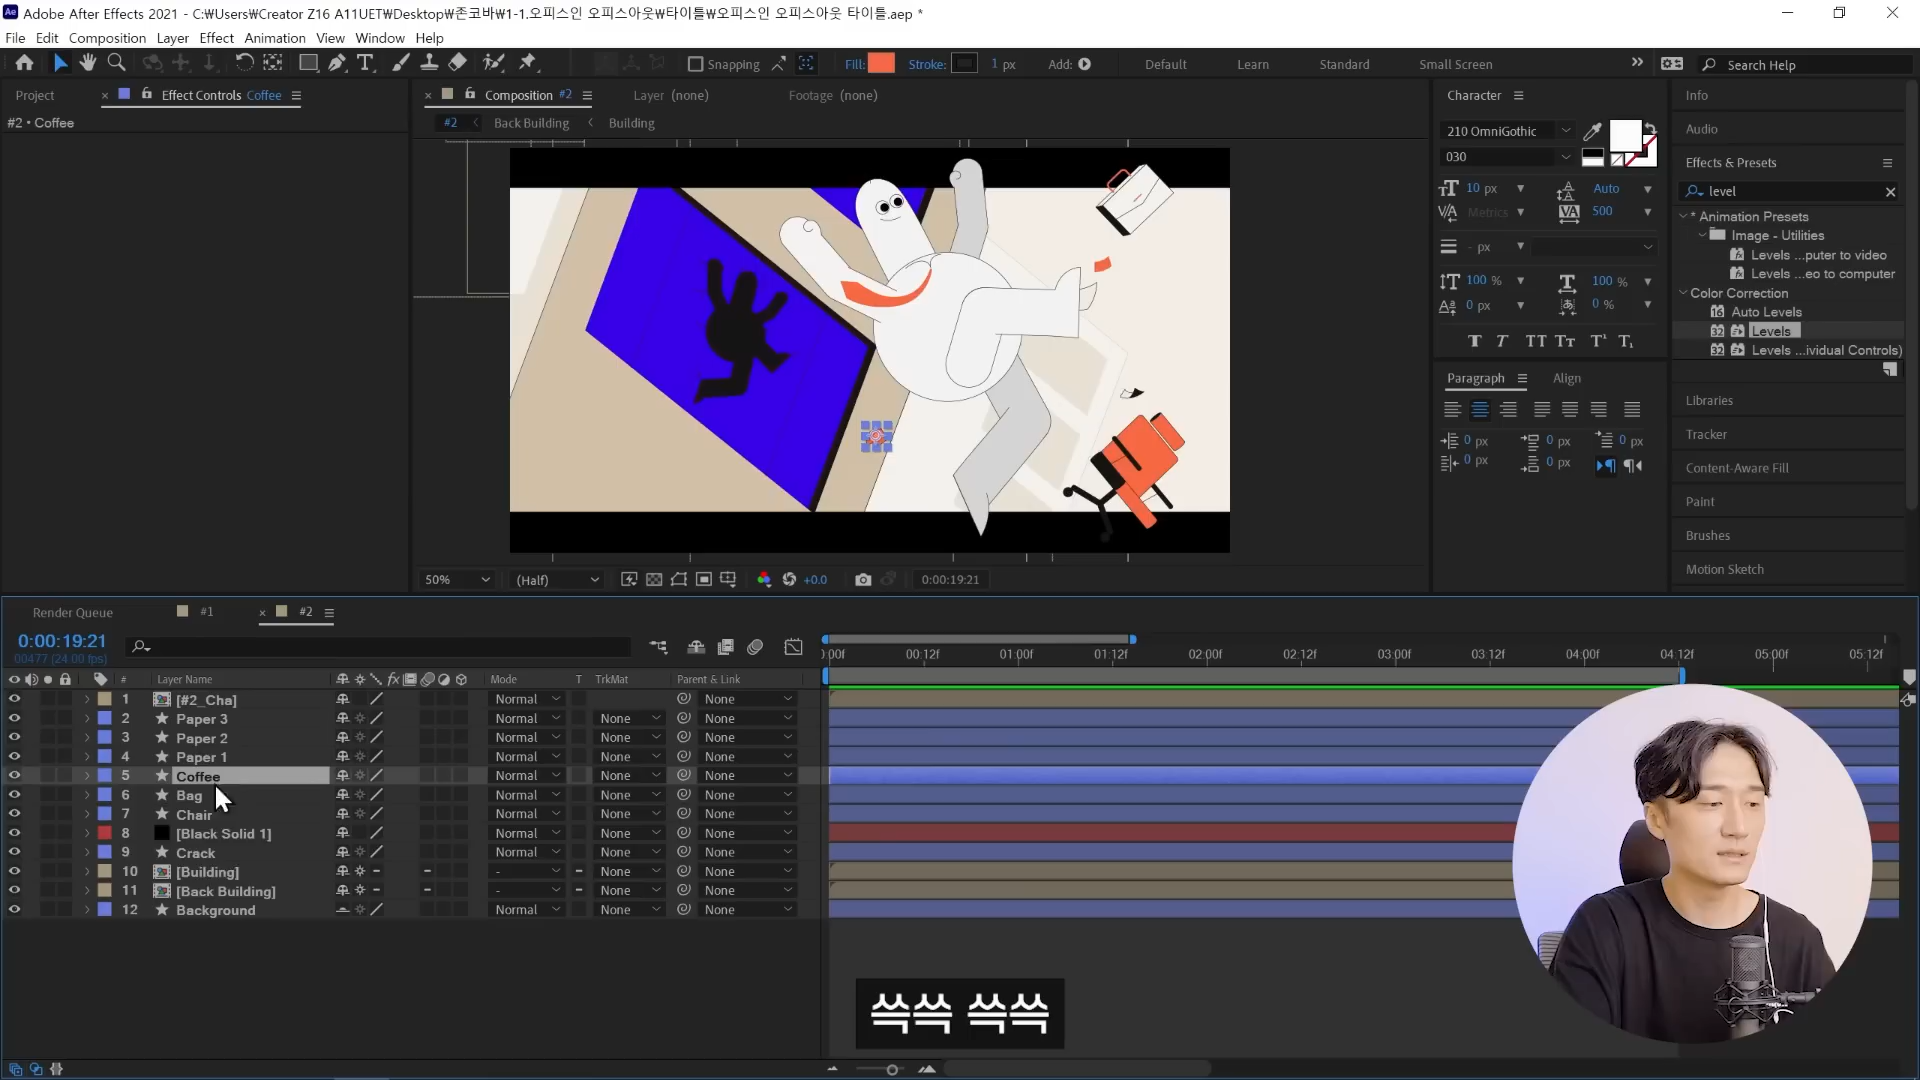 Adobe After Effects 2021 - C:₩Users₩Creator Z16 A11UET₩Desktop₩존코바₩1-1.오피스인 오피스아웃₩타이틀₩오피스인 오피스아웃 타이틀.aep *
File Edit Composition Layer Effect Animation View Window Help
Snapping Fill: Stroke: 1 px Add: Default Learn Standard Small Screen Search Help
Project Effect Controls Coffee
#2 • Coffee
Composition #2 Layer (none) Footage (none)
#2 Back Building Building
50% (Half) +0.0 0:00:19:21
Character
210 OmniGothic
030
10 px Auto
Metrics 500
- px
100 % 100 %
0 px 0 %
Paragraph Align
0 px 0 px 0 px
0 px 0 px
Info
Audio
Effects & Presets
level
* Animation Presets
Image - Utilities
Levels ...puter to video
Levels ...eo to computer
Color Correction
Auto Levels
Levels
Levels ...ividual Controls)
Libraries
Tracker
Content-Aware Fill
Paint
Brushes
Motion Sketch
Render Queue #1 #2
0:00:19:21
00477 (24.00 fps)
):00f 00:12f 01:00f 01:12f 02:00f 02:12f 03:00f 03:12f 04:00f 04:12f 05:00f 05:12f
# Layer Name Mode T TrkMat Parent & Link
1 [#2_Cha] Normal None
2 Paper 3 Normal None None
3 Paper 2 Normal None None
4 Paper 1 Normal None None
5 Coffee Normal None None
6 Bag Normal None None
7 Chair Normal None None
8 [Black Solid 1] Normal None None
9 Crack Normal None None
10 [Building] - None None
11 [Back Building] - None None
12 Background Normal None None
쓱쓱 쓱쓱